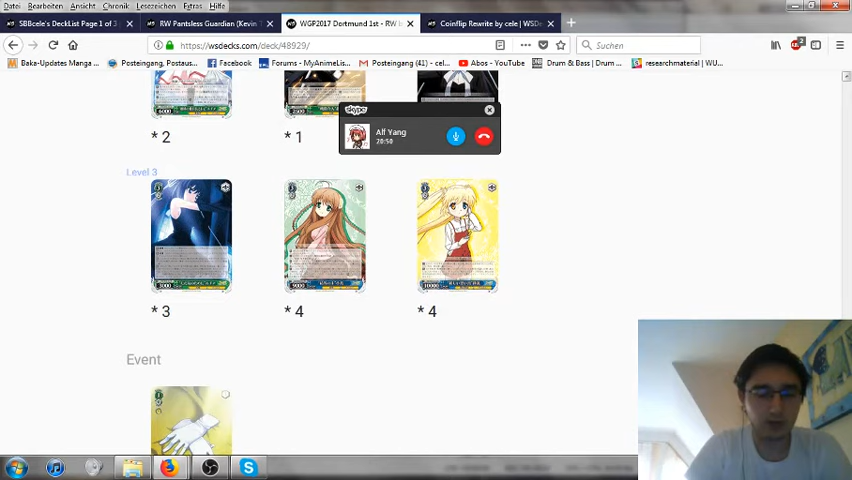 Datei Bearbeiten Ansicht Chronik Lesezeichen Extras Hilfe
SBBcele's DeckList Page 1 of 3
RW Pantsless Guardian (Kevin T
WGP2017 Dortmund 1st - RW b
Coinflip Rewrite by cele | WSDe
https://wsdecks.com/deck/48929/
Suchen
Baka-Updates Manga ...
Posteingang, Postaus...
Facebook
Forums - MyAnimeLis...
Posteingang (41) - cel...
Abos - YouTube
Drum & Bass | Drum ...
researchmaterial | WU...
skype
Alf Yang
20:50
* 2
* 1
Level 3
* 3
* 4
* 4
Event